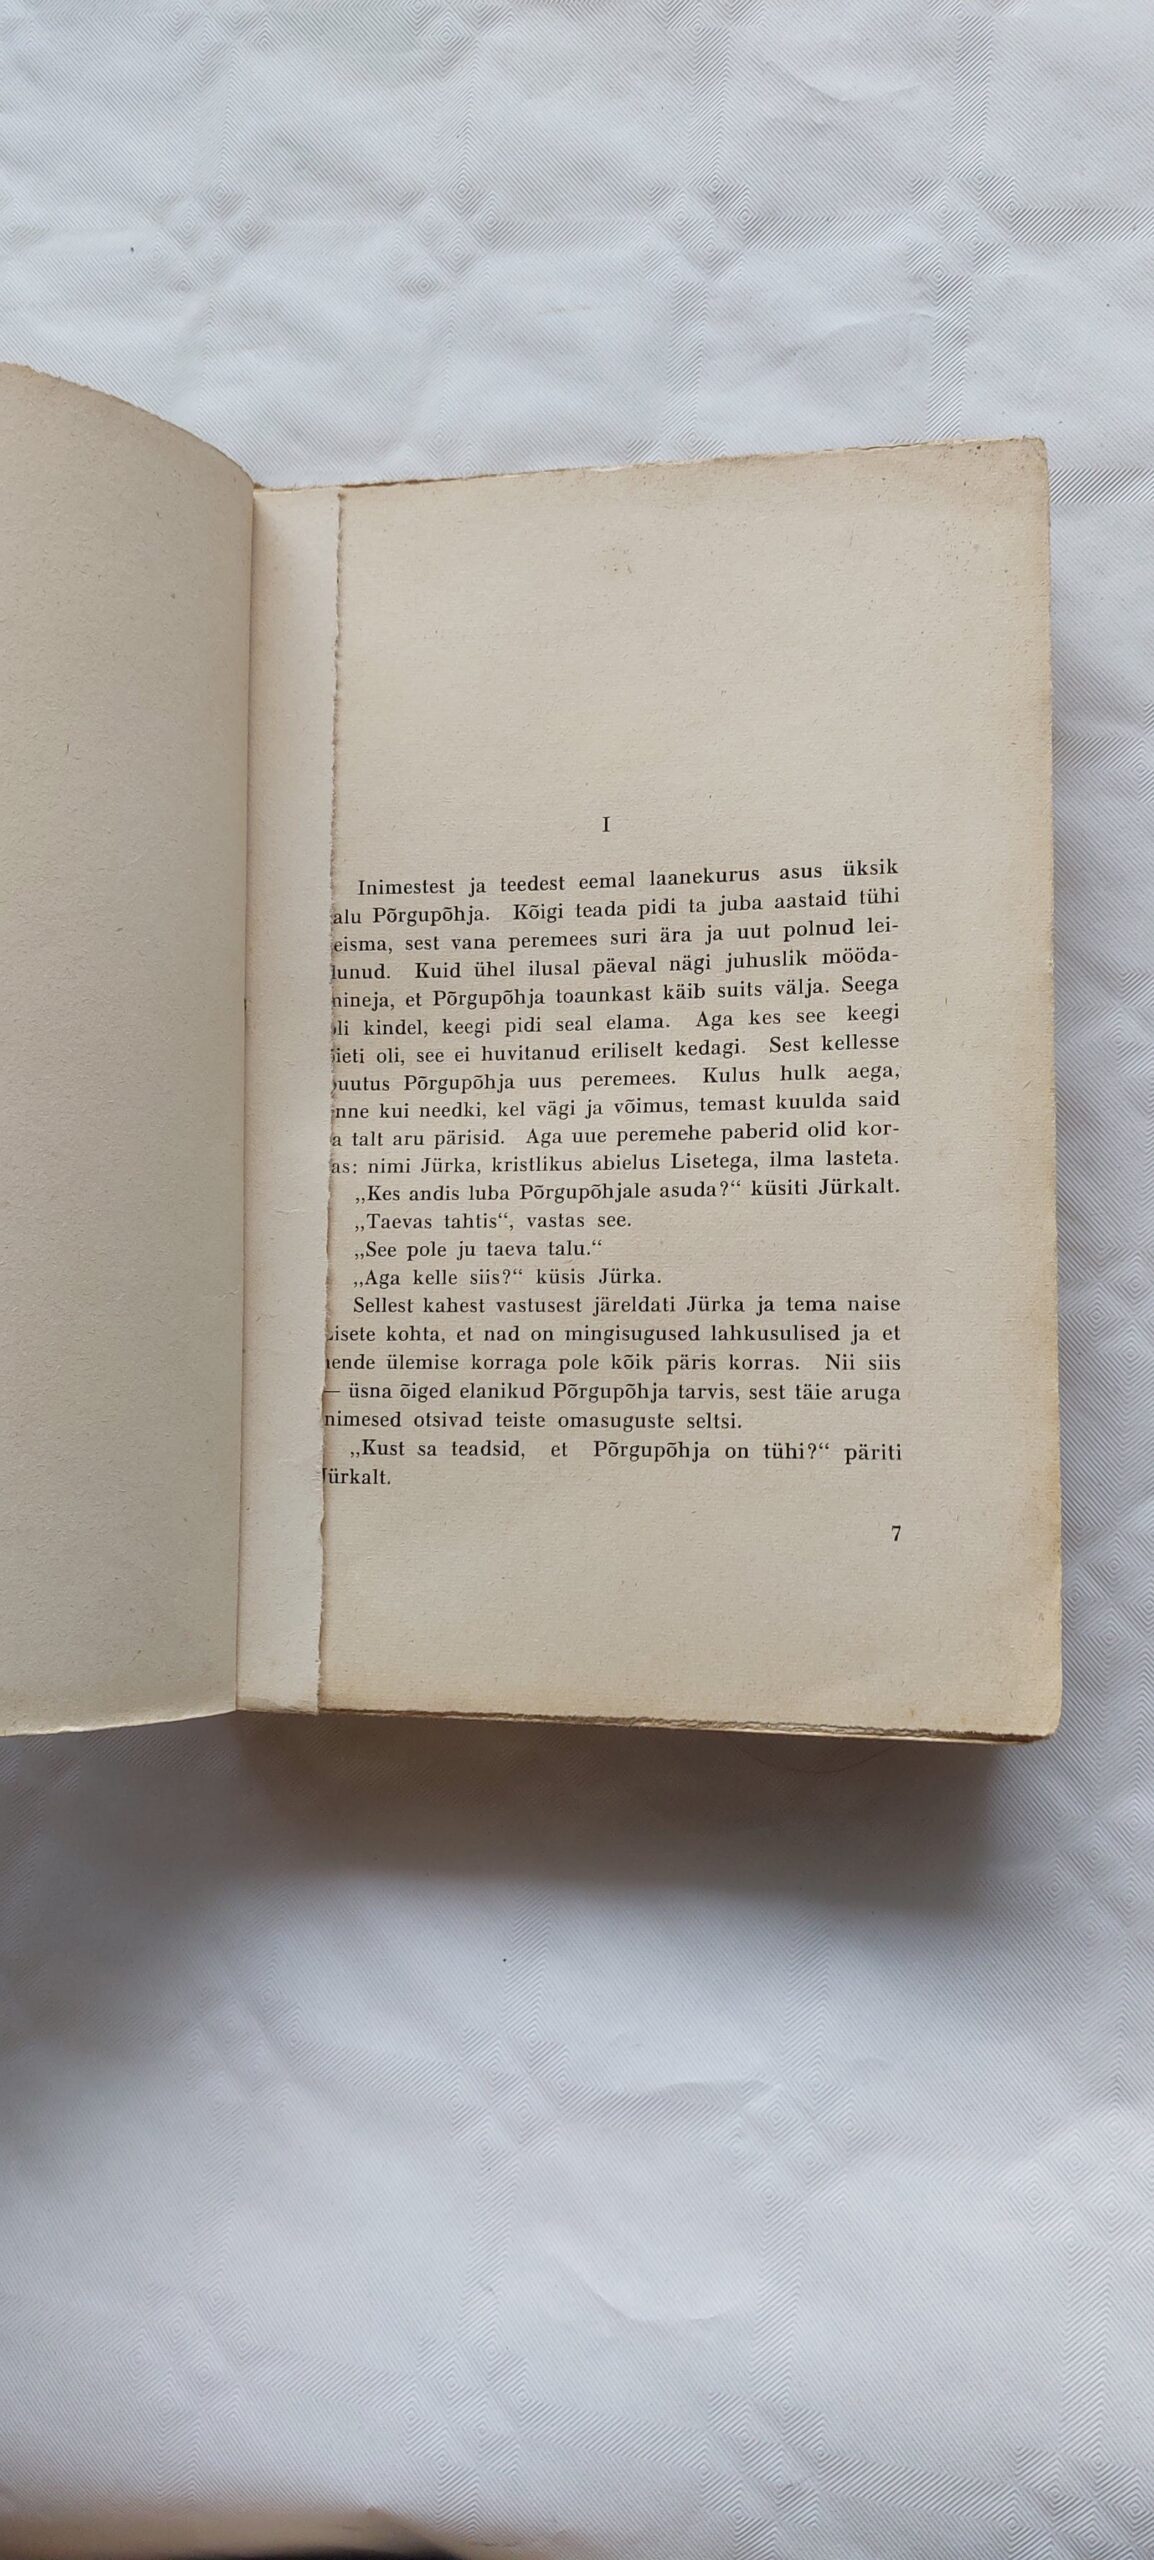 I
Inimestest ja teedest eemal laanekurus asus üksik
alu Põrgupõhja. Kõigi teada pidi ta juba aastaid tühi
eisma, sest vana peremees suri ära ja uut polnud lei-
unud. Kuid ühel ilusal päeval nägi juhuslik mööda-
mineja, et Põrgupõhja toaunkast käib suits välja. Seega
oli kindel, keegi pidi seal elama. Aga kes see keegi
ieti oli, see ei huvitanud eriliselt kedagi. Sest kellesse
puutus Põrgupõhja uus peremees. Kulus hulk aega,
nne kui needki, kel vägi ja võimus, temast kuulda said
a talt aru pärisid. Aga uue peremehe paberid olid kor-
as: nimi Jürka, kristlikus abielus Lisetega, ilma lasteta.
„Kes andis luba Põrgupõhjale asuda?“ küsiti Jürkalt.
„Taevas tahtis“, vastas see.
„See pole ju taeva talu.“
„Aga kelle siis?“ küsis Jürka.
Sellest kahest vastusest järeldati Jürka ja tema naise
isete kohta, et nad on mingisugused lahkusulised ja et
nende ülemise korraga pole kõik päris korras. Nii siis
— üsna õiged elanikud Põrgupõhja tarvis, sest täie aruga
nimesed otsivad teiste omasuguste seltsi.
„Kust sa teadsid, et Põrgupõhja on tühi?“ päriti
Jürkalt.
7